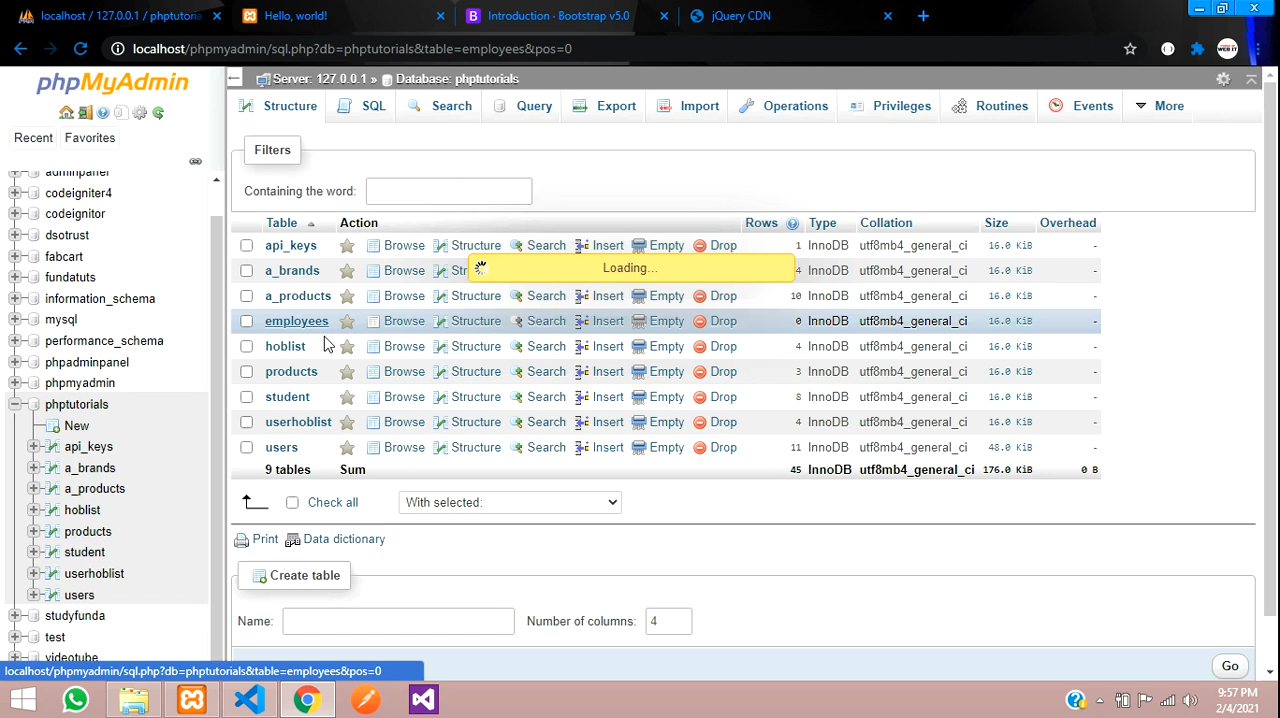 localhost / 127.0.0.1 / phptutoria
Hello, world!
Introduction · Bootstrap v5.0
jQuery CDN
localhost/phpmyadmin/sql.php?db=phptutorials&table=employees&pos=0
phpMyAdmin
Recent Favorites
adminpanel
codeigniter4
codeignitor
dsotrust
fabcart
fundatuts
information_schema
mysql
performance_schema
phpadminpanel
phpmyadmin
phptutorials
New
api_keys
a_brands
a_products
hoblist
products
student
userhoblist
users
studyfunda
test
videotube
Server: 127.0.0.1 » Database: phptutorials
Structure SQL Search Query Export Import Operations Privileges Routines Events More
Filters
Containing the word:
Table Action Rows Type Collation Size Overhead
api_keys Browse Structure Search Insert Empty Drop 1 InnoDB utf8mb4_general_ci 16.0 KiB -
Loading...
a_brands Browse Str 4 InnoDB utf8mb4_general_ci 16.0 KiB -
a_products Browse Structure Search Insert Empty Drop 10 InnoDB utf8mb4_general_ci 16.0 KiB -
employees Browse Structure Search Insert Empty Drop 0 InnoDB utf8mb4_general_ci 16.0 KiB -
hoblist Browse Structure Search Insert Empty Drop 4 InnoDB utf8mb4_general_ci 16.0 KiB -
products Browse Structure Search Insert Empty Drop 3 InnoDB utf8mb4_general_ci 16.0 KiB -
student Browse Structure Search Insert Empty Drop 8 InnoDB utf8mb4_general_ci 16.0 KiB -
userhoblist Browse Structure Search Insert Empty Drop 4 InnoDB utf8mb4_general_ci 16.0 KiB -
users Browse Structure Search Insert Empty Drop 11 InnoDB utf8mb4_general_ci 48.0 KiB -
9 tables Sum 45 InnoDB utf8mb4_general_ci 176.0 KiB 0 B
Check all With selected:
Print Data dictionary
Create table
Name: Number of columns: 4
Go
localhost/phpmyadmin/sql.php?db=phptutorials&table=employees&pos=0
9:57 PM
2/4/2021